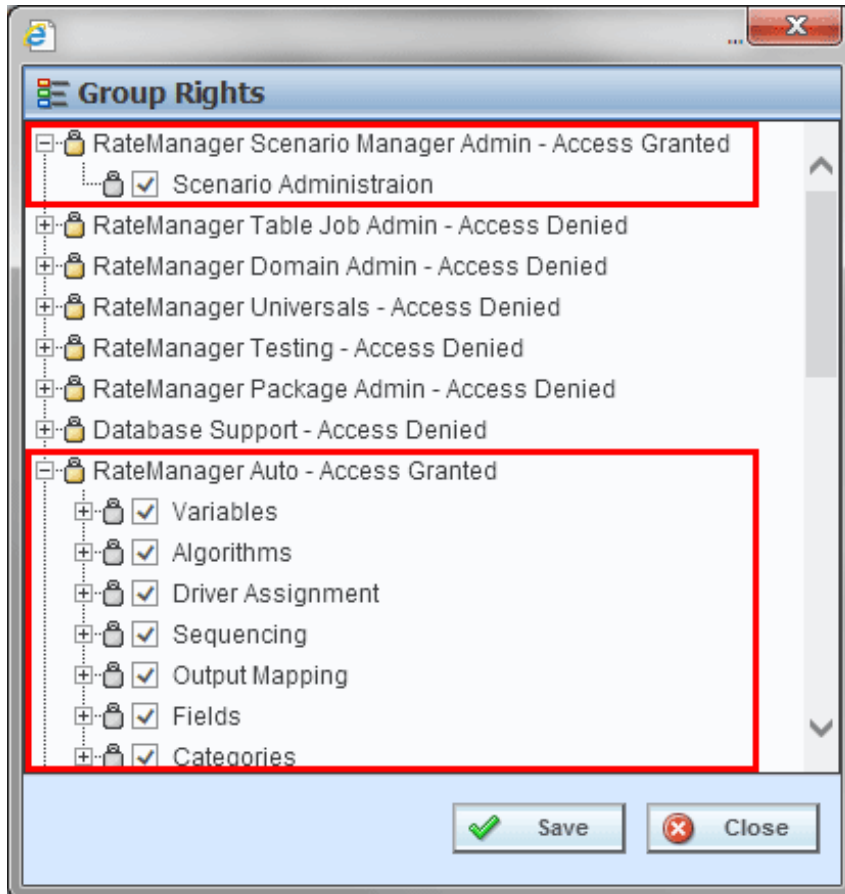 ...
Group Rights
RateManager Scenario Manager Admin - Access Granted
Scenario Administraion
RateManager Table Job Admin - Access Denied
RateManager Domain Admin - Access Denied
RateManager Universals - Access Denied
RateManager Testing - Access Denied
RateManager Package Admin - Access Denied
Database Support - Access Denied
RateManager Auto - Access Granted
Variables
Algorithms
Driver Assignment
Sequencing
Output Mapping
Fields
Categories
Save Close